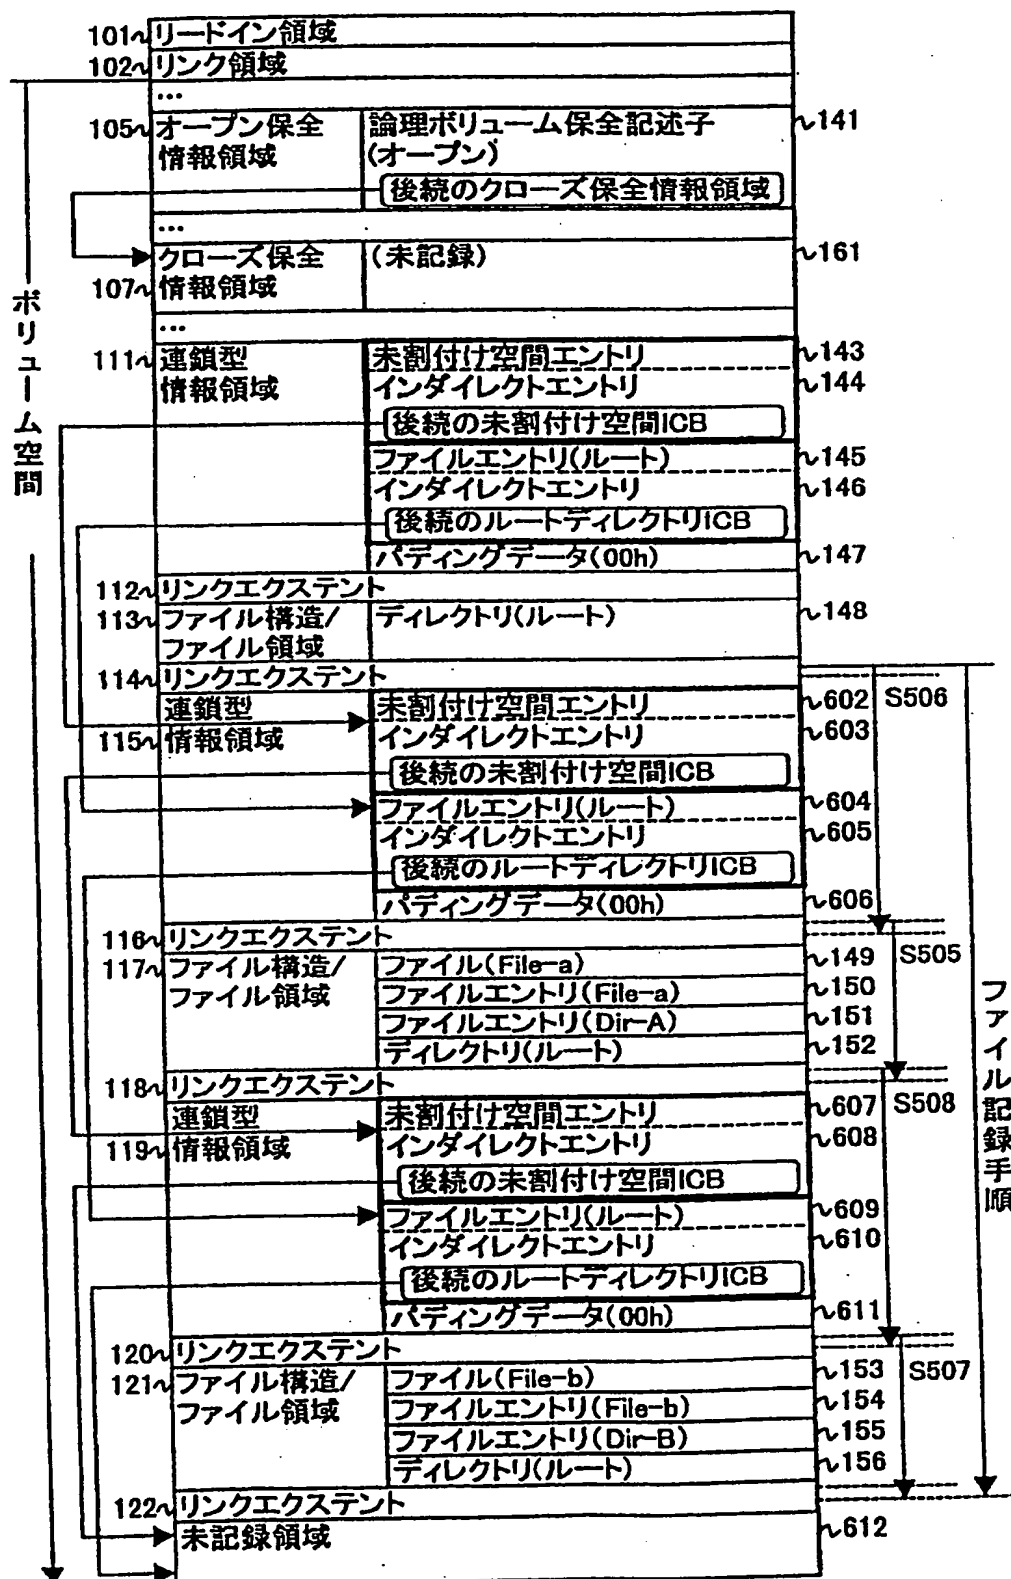 101 リードイン領域
102 リンク領域
…
105 オープン保全 論理ボリューム保全記述子 141
情報領域 (オープン)
後続のクローズ保全情報領域
…
クローズ保全 (未記録) 161
107 情報領域
…
111 連鎖型 未割付け空間エントリ 143
情報領域 インダイレクトエントリ 144
後続の未割付け空間ICB
ファイルエントリ(ルート) 145
インダイレクトエントリ 146
後続のルートディレクトリICB
パディングデータ(00h) 147
112 リンクエクステント
113 ファイル構造/ ディレクトリ(ルート) 148
ファイル領域
114 リンクエクステント
連鎖型 未割付け空間エントリ 602 S506
115 情報領域 インダイレクトエントリ 603
後続の未割付け空間ICB
ファイルエントリ(ルート) 604
インダイレクトエントリ 605
後続のルートディレクトリICB
パディングデータ(00h) 606
116 リンクエクステント
117 ファイル構造/ ファイル(File-a) 149 S505
ファイル領域 ファイルエントリ(File-a) 150
ファイルエントリ(Dir-A) 151
ディレクトリ(ルート) 152
118 リンクエクステント
連鎖型 未割付け空間エントリ 607 S508
119 情報領域 インダイレクトエントリ 608
後続の未割付け空間ICB
ファイルエントリ(ルート) 609
インダイレクトエントリ 610
後続のルートディレクトリICB
パディングデータ(00h) 611
120 リンクエクステント
121 ファイル構造/ ファイル(File-b) 153 S507
ファイル領域 ファイルエントリ(File-b) 154
ファイルエントリ(Dir-B) 155
ディレクトリ(ルート) 156
122 リンクエクステント
未記録領域 612
ボリューム空間
ファイル記録手順